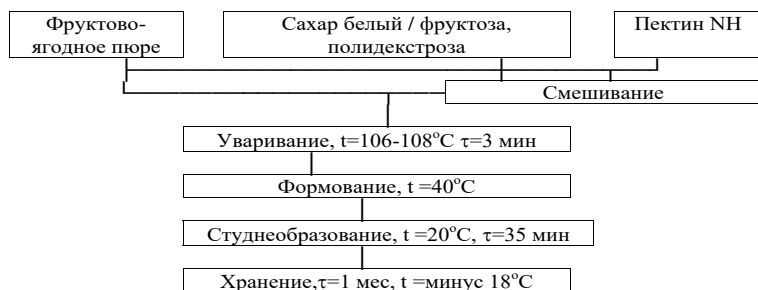 Фруктово-
ягодное пюре
Сахар белый / фруктоза,
полидекстроза
Пектин NH
Смешивание
Уваривание, t=106-108°C τ=3 мин
Формование, t =40°C
Студнеобразование, t =20°C, τ=35 мин
Хранение,τ=1 мес, t =минус 18°C